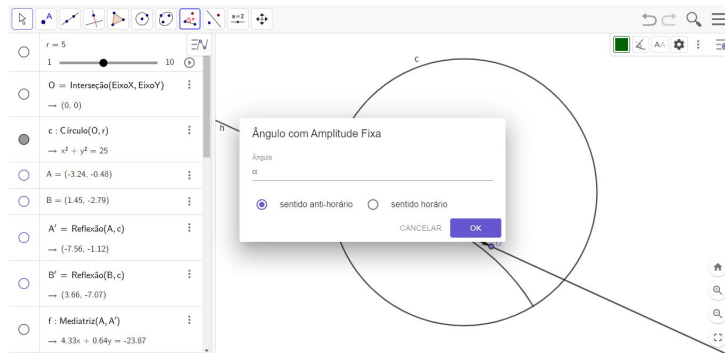 a=2
r = 5
1
10
O = Interseção(EixoX, EixoY)
→ (0, 0)
c : Círculo(O, r)
→ x² + y² = 25
A = (-3.24, -0.48)
B = (1.45, -2.79)
A′ = Reflexão(A, c)
→ (-7.56, -1.12)
B′ = Reflexão(B, c)
→ (3.66, -7.07)
f : Mediatriz(A, A′)
→ 4.33x + 0.64y = -23.87
c
h
AA
Ângulo com Amplitude Fixa
Ângulo
α
sentido anti-horário
sentido horário
CANCELAR
OK